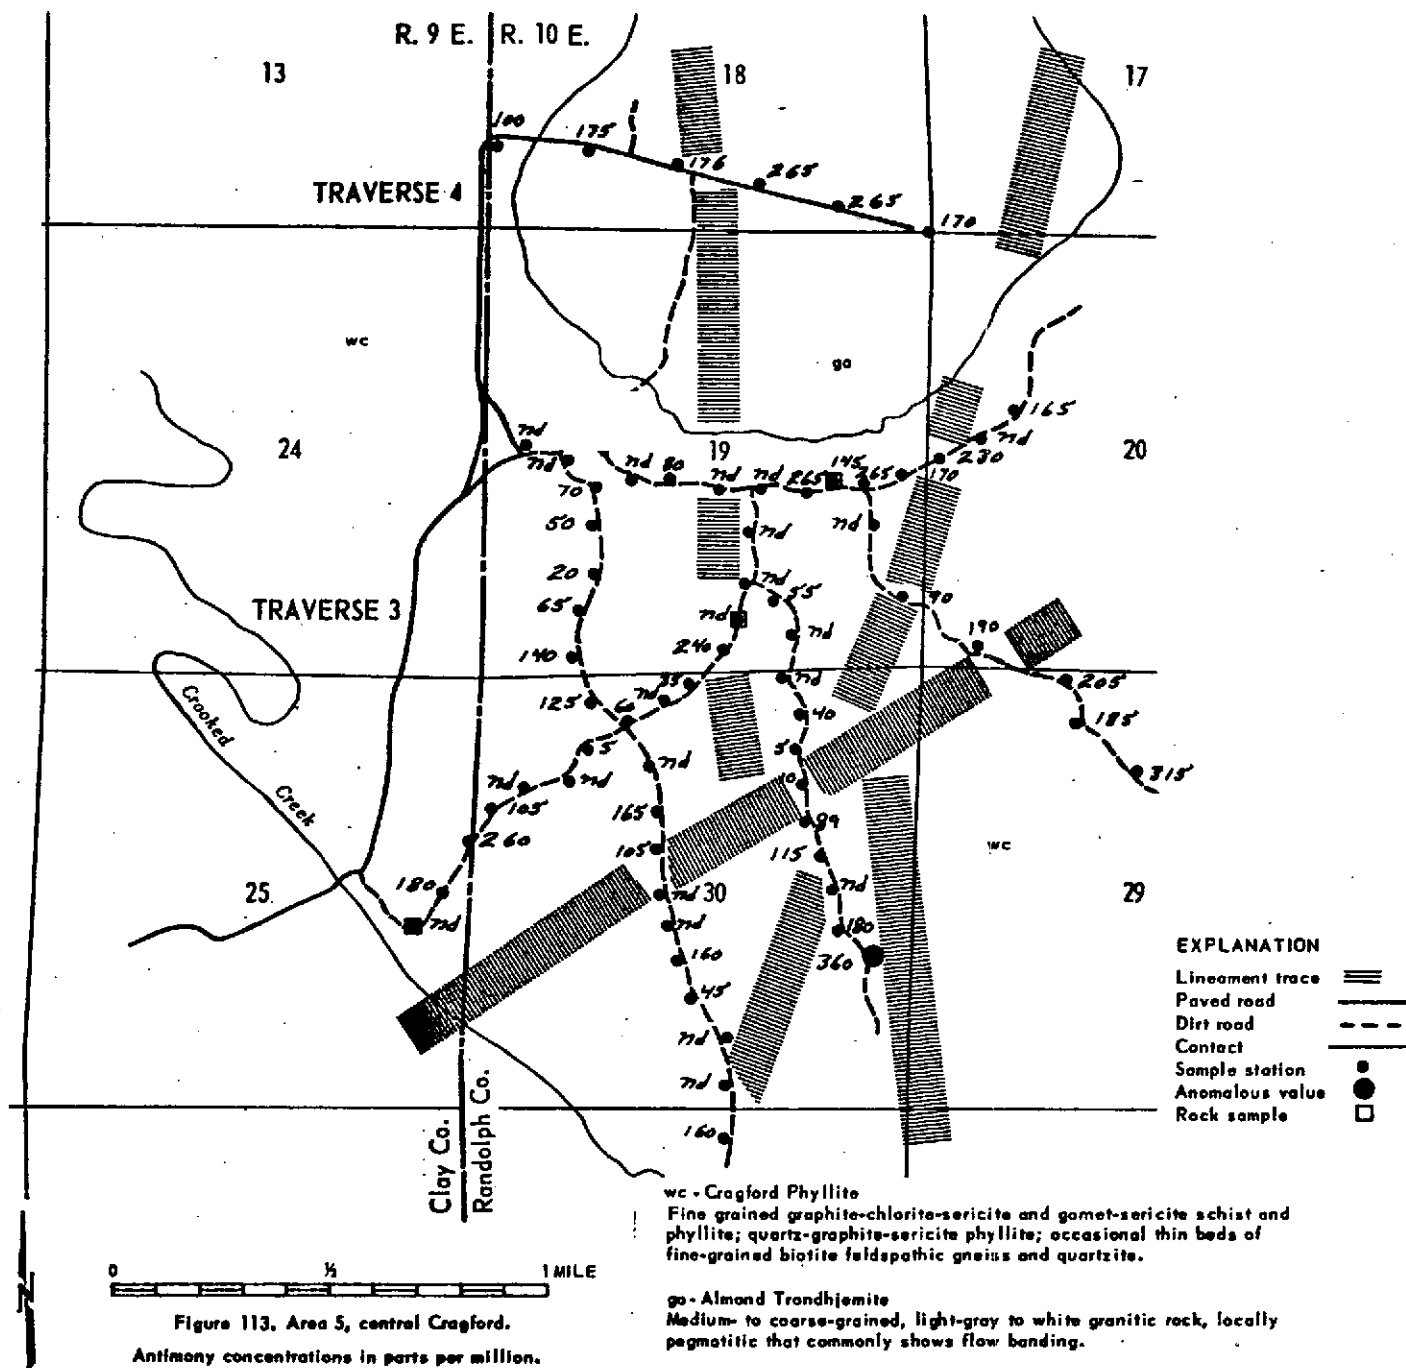 R. 9 E. R. 10 E.
13
18
17
100
175
176
265
265
170
TRAVERSE 4
wc
ga
24
19
20
nd
nd
70
50
20
65
140
125
nd
80
nd
nd
265
145
265
170
230
nd
165
nd
nd
nd
55
nd
nd
240
35
nd
60
65
nd
nd
105
260
180
nd
nd
90
190
205
185
315
TRAVERSE 3
Crooked
Creek
nd
40
5
10
89
115
nd
180
360
nd
165
105
nd
nd
160
45
nd
nd
160
25
30
29
wc
Clay Co.
Randolph Co.
EXPLANATION
Lineament trace
Paved road
Dirt road
Contact
Sample station
Anomalous value
Rock sample
wc - Cragford Phyllite
Fine grained graphite-chlorite-sericite and garnet-sericite schist and
phyllite; quartz-graphite-sericite phyllite; occasional thin beds of
fine-grained biotite feldspathic gneiss and quartzite.
ga - Almond Trondhjemite
Medium- to coarse-grained, light-gray to white granitic rock, locally
pegmatitic that commonly shows flow banding.
0 ½ 1 MILE
Figure 113. Area 5, central Cragford.
Antimony concentrations in parts per million.